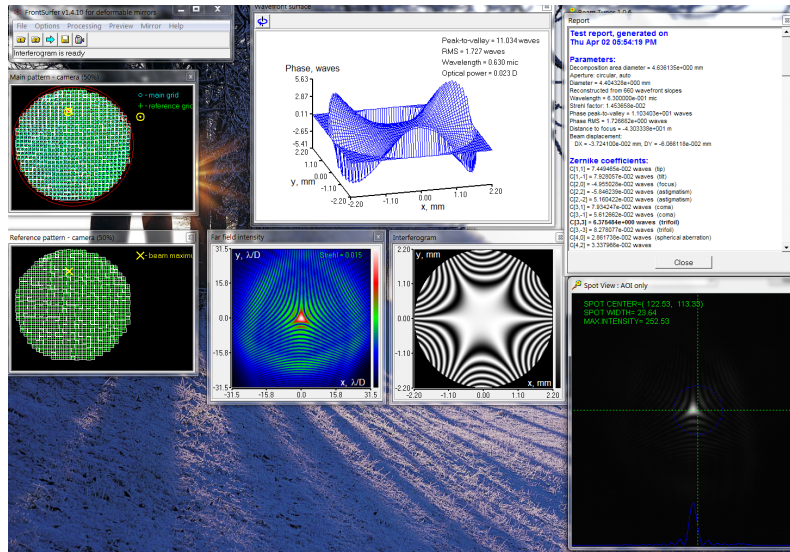 FrontSurfer v1.4.10 for deformable mirrors
File Options Processing Preview Mirror Help
Interferogram is ready
Main pattern - camera (50%)
main grid
reference grid
Reference pattern - camera (50%)
beam maximu
Wavefront Surface
Peak-to-valley = 11.034 waves
RMS = 1.727 waves
Wavelength = 0.630 mic
Optical power = 0.023 D
Phase, waves
5.63
2.87
0.11
-2.65
-5.41
2.20
1.10
0.00
-1.10
-2.20
y, mm
-2.20
-1.10
0.00
1.10
2.20
x, mm
Far field intensity
y, λ/D
Strehl = 0.015
31.5
15.8
0.0
-15.8
-31.5
x, λ/D
-31.5 -15.8 0.0 15.8 31.5
Interferogram
y, mm
2.20
1.10
0.00
-1.10
-2.20
x, mm
-2.20 -1.10 0.00 1.10 2.20
Report
Test report, generated on
Thu Apr 02 05:54:19 PM
Parameters:
Decomposition area diameter = 4.636135e+000 mm
Aperture: circular, auto
Diameter = 4.404328e+000 mm
Reconstructed from 660 wavefront slopes
Wavelength = 6.300000e-001 mic
Strehl factor: 1.453658e-002
Phase peak-to-valley = 1.103403e+001 waves
Phase RMS = 1.726662e+000 waves
Distance to focus = -4.303338e+001 m
Beam displacement:
DX = -3.724100e-002 mm, DY = -6.066118e-002 mm
Zernike coefficients:
C[1,1] = 7.449465e-002 waves (tip)
C[1,-1] = 7.928057e-002 waves (tilt)
C[2,0] = -4.955026e-002 waves (focus)
C[2,2] = -5.846239e-002 waves (astigmatism)
C[2,-2] = 5.160422e-002 waves (astigmatism)
C[3,1] = 7.934247e-002 waves (coma)
C[3,-1] = -5.612662e-002 waves (coma)
C[3,3] = 6.375484e+000 waves (trifoil)
C[3,-3] = 8.278077e-002 waves (trifoil)
C[4,0] = 2.661738e-002 waves (spherical aberration)
C[4,2] = 3.337966e-002 waves
Close
Spot View : AOI only
SPOT CENTER=( 122.53, 113.33)
SPOT WIDTH= 23.64
MAX.INTENSITY= 262.53